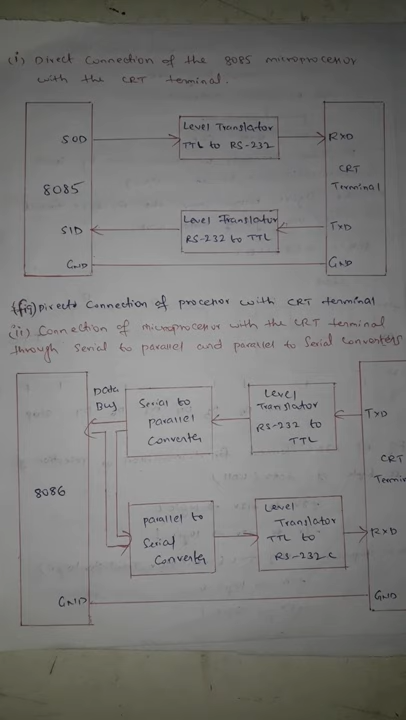 (i) Direct Connection of the 8085 microprocessor
with the CRT terminal.
SOD
Level Translator
TTL to RS-232
RXD
8085
CRT
Terminal
SID
Level Translator
RS-232 to TTL
TXD
GND
GND
(fig) Direct Connection of processor with CRT terminal
(ii) Connection of microprocessor with the CRT terminal
through Serial to parallel and parallel to Serial Converters
Data
Bus
Serial to
parallel
Converter
Level
Translator
RS-232 to
TTL
TXD
CRT
8086
parallel to
Serial
Converter
Level
Translator
TTL to
RS-232-C
RXD
GND
GND